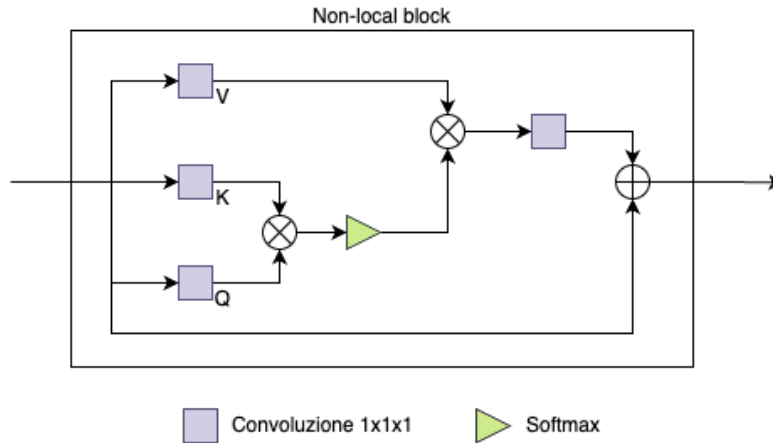 Non-local block
V
K
Q
Convoluzione 1x1x1
Softmax